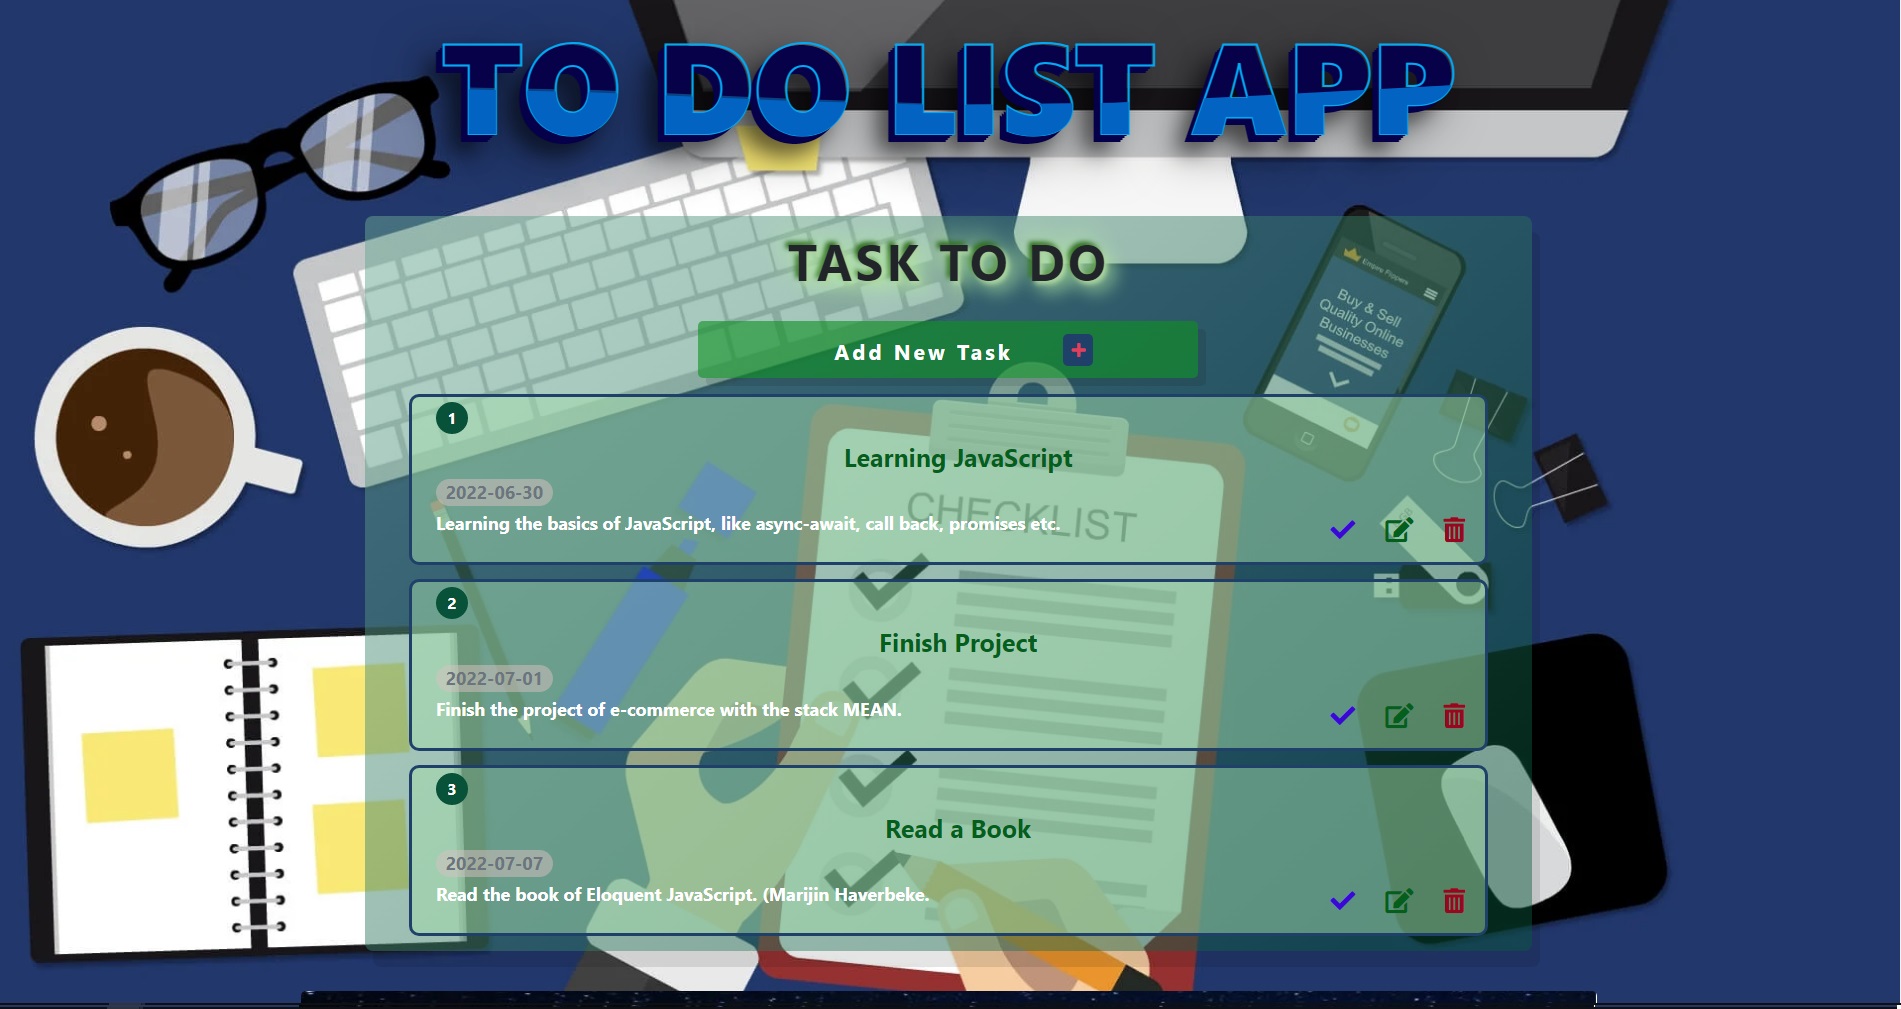 TO DO LIST APP
TASK TO DO
Add New Task
1
Learning JavaScript
2022-06-30
Learning the basics of JavaScript, like async-await, call back, promises etc.
2
Finish Project
2022-07-01
Finish the project of e-commerce with the stack MEAN.
3
Read a Book
2022-07-07
Read the book of Eloquent JavaScript. (Marijin Haverbeke.
CHECKLIST
Empire Flippers
Buy & Sell
Quality Online
Businesses